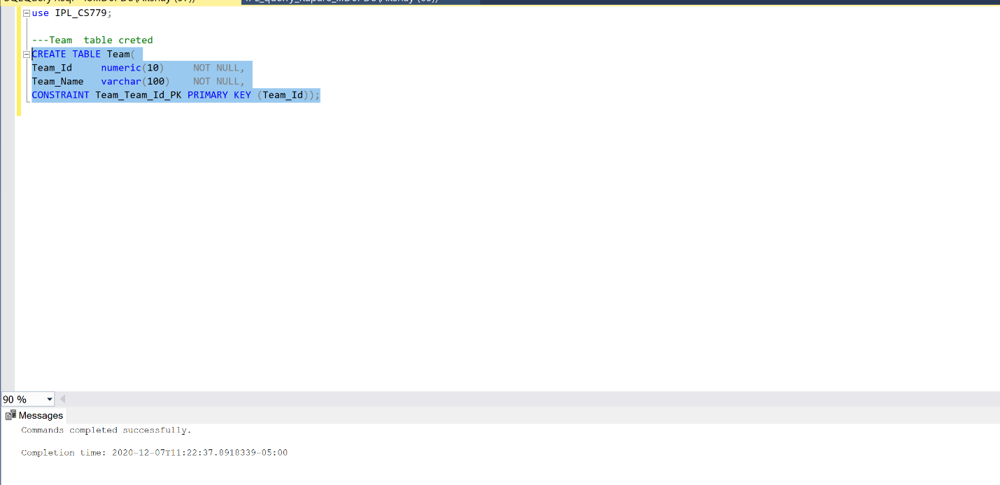 use IPL_CS779;
---Team  table creted
CREATE TABLE Team(
Team_Id     numeric(10)     NOT NULL,
Team_Name   varchar(100)    NOT NULL,
CONSTRAINT Team_Team_Id_PK PRIMARY KEY (Team_Id));
90 %
Messages
Commands completed successfully.
Completion time: 2020-12-07T11:22:37.8918339-05:00